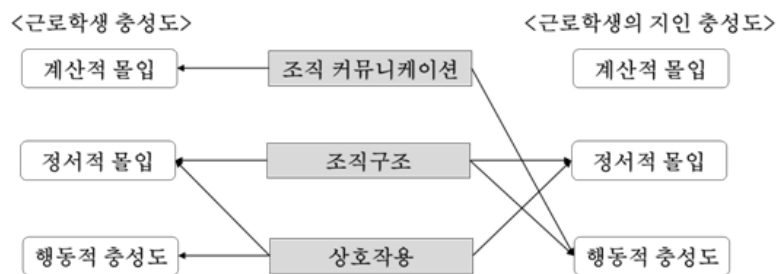 <근로학생 충성도> <근로학생의 지인 충성도>
계산적 몰입 조직 커뮤니케이션 계산적 몰입
정서적 몰입 조직구조 정서적 몰입
행동적 충성도 상호작용 행동적 충성도